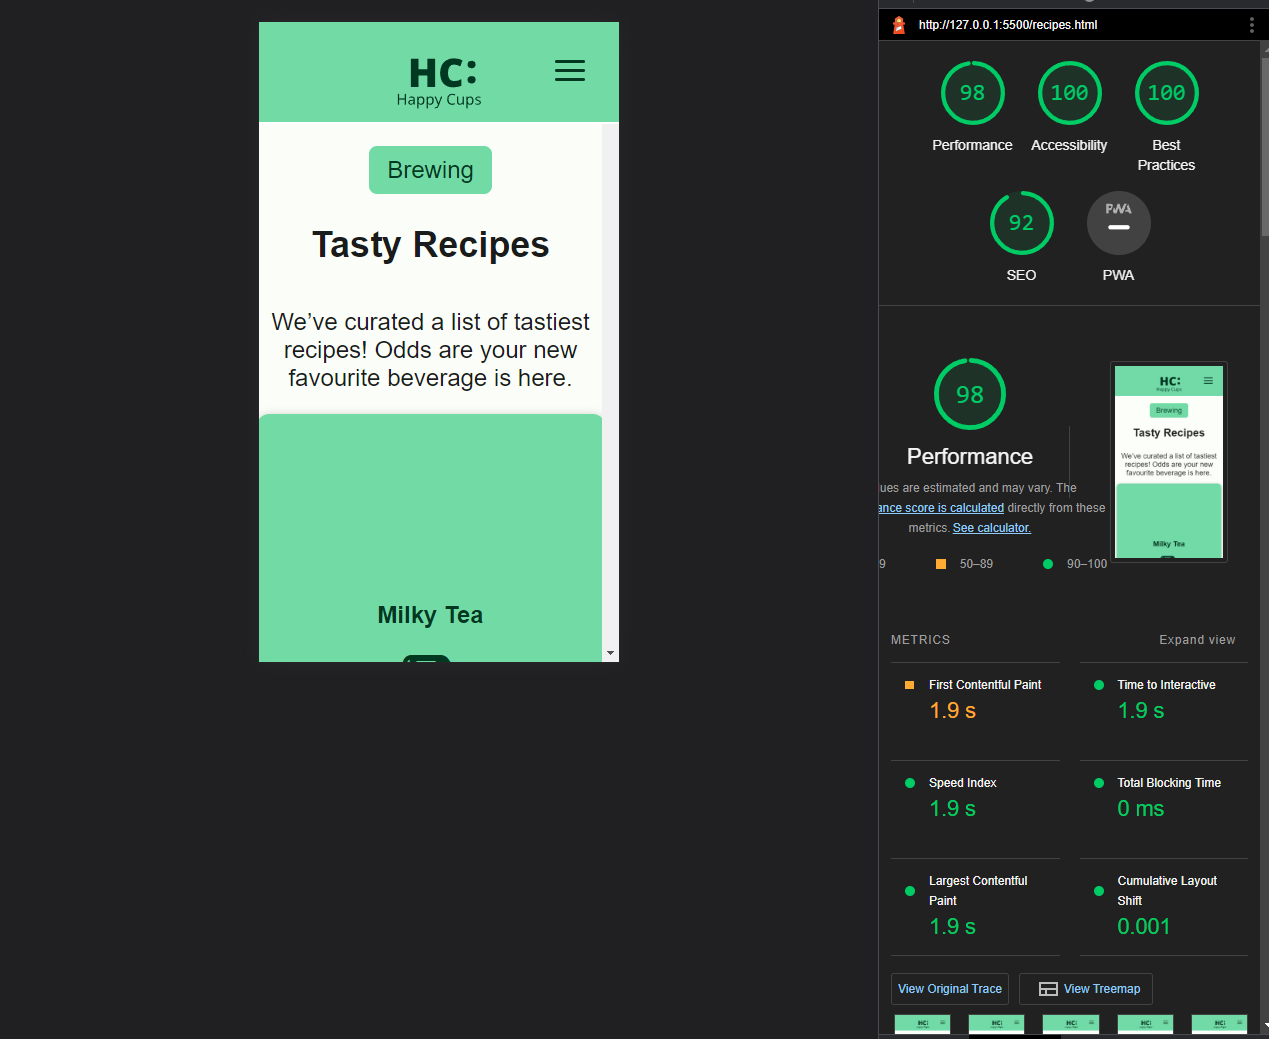 HC:
Happy Cups
Brewing
Tasty Recipes
We’ve curated a list of tastiest
recipes! Odds are your new
favourite beverage is here.
Milky Tea
http://127.0.0.1:5500/recipes.html
98
100
100
Performance
Accessibility
Best
Practices
92
PWA
SEO
PWA
98
Performance
ues are estimated and may vary. The
ance score is calculated directly from these
metrics. See calculator.
9
50–89
90–100
HC:
Happy Cups
Brewing
Tasty Recipes
We've curated a list of tastiest
recipes! Odds are your new
favourite beverage is here.
Milky Tea
METRICS
Expand view
First Contentful Paint
1.9 s
Time to Interactive
1.9 s
Speed Index
1.9 s
Total Blocking Time
0 ms
Largest Contentful
Paint
1.9 s
Cumulative Layout
Shift
0.001
View Original Trace
View Treemap
HC:
HC:
HC:
HC:
HC: